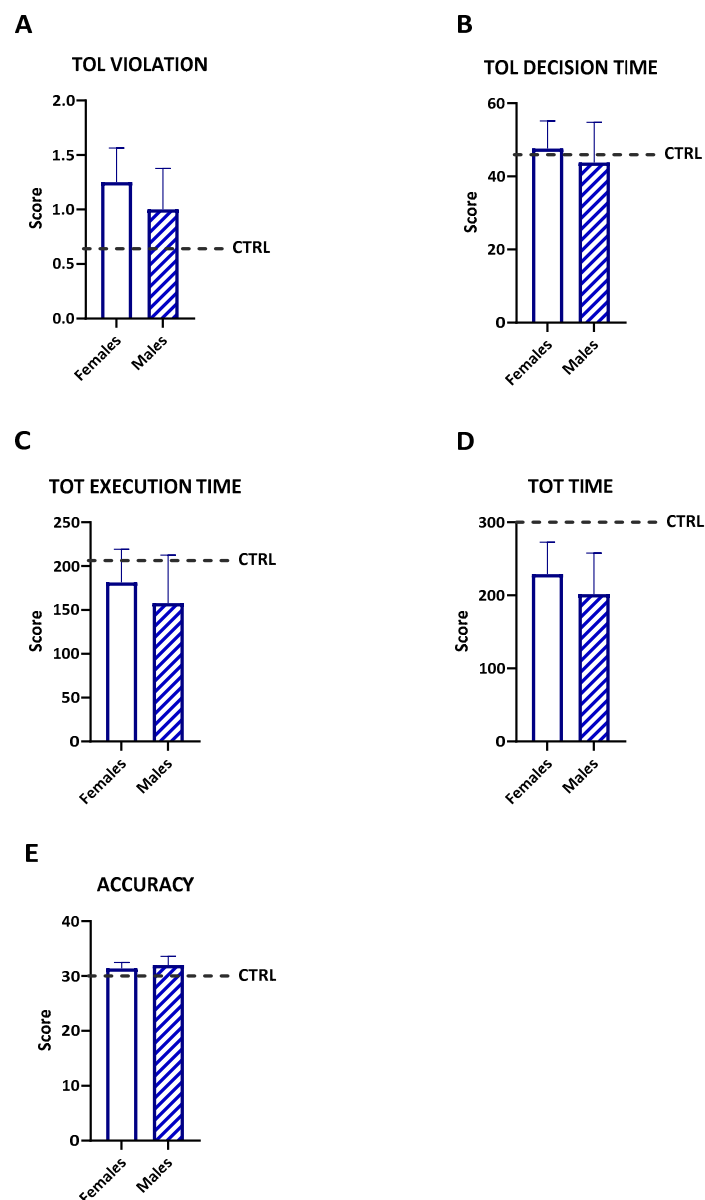 A
TOL VIOLATION
2.0
1.5
1.0
0.5
0.0
Score
CTRL
Females
Males
B
TOL DECISION TIME
60
40
20
0
Score
CTRL
Females
Males
C
TOT EXECUTION TIME
250
200
150
100
50
0
Score
CTRL
Females
Males
D
TOT TIME
300
200
100
0
Score
CTRL
Females
Males
E
ACCURACY
40
30
20
10
0
Score
CTRL
Females
Males